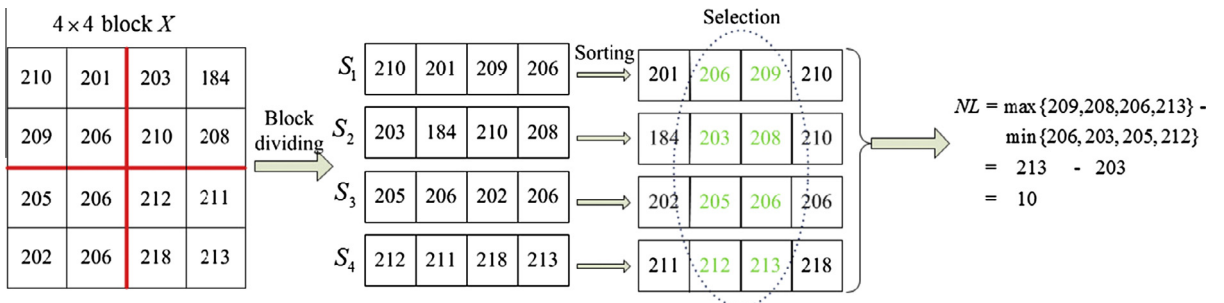 4 × 4 block X
210 201 203 184
209 206 210 208
205 206 212 211
202 206 218 213
Block
dividing
S1 210 201 209 206
S2 203 184 210 208
S3 205 206 202 206
S4 212 211 218 213
Sorting
Selection
201 206 209 210
184 203 208 210
202 205 206 206
211 212 213 218
NL = max{209,208,206,213} -
min{206,203,205,212}
= 213 - 203
= 10